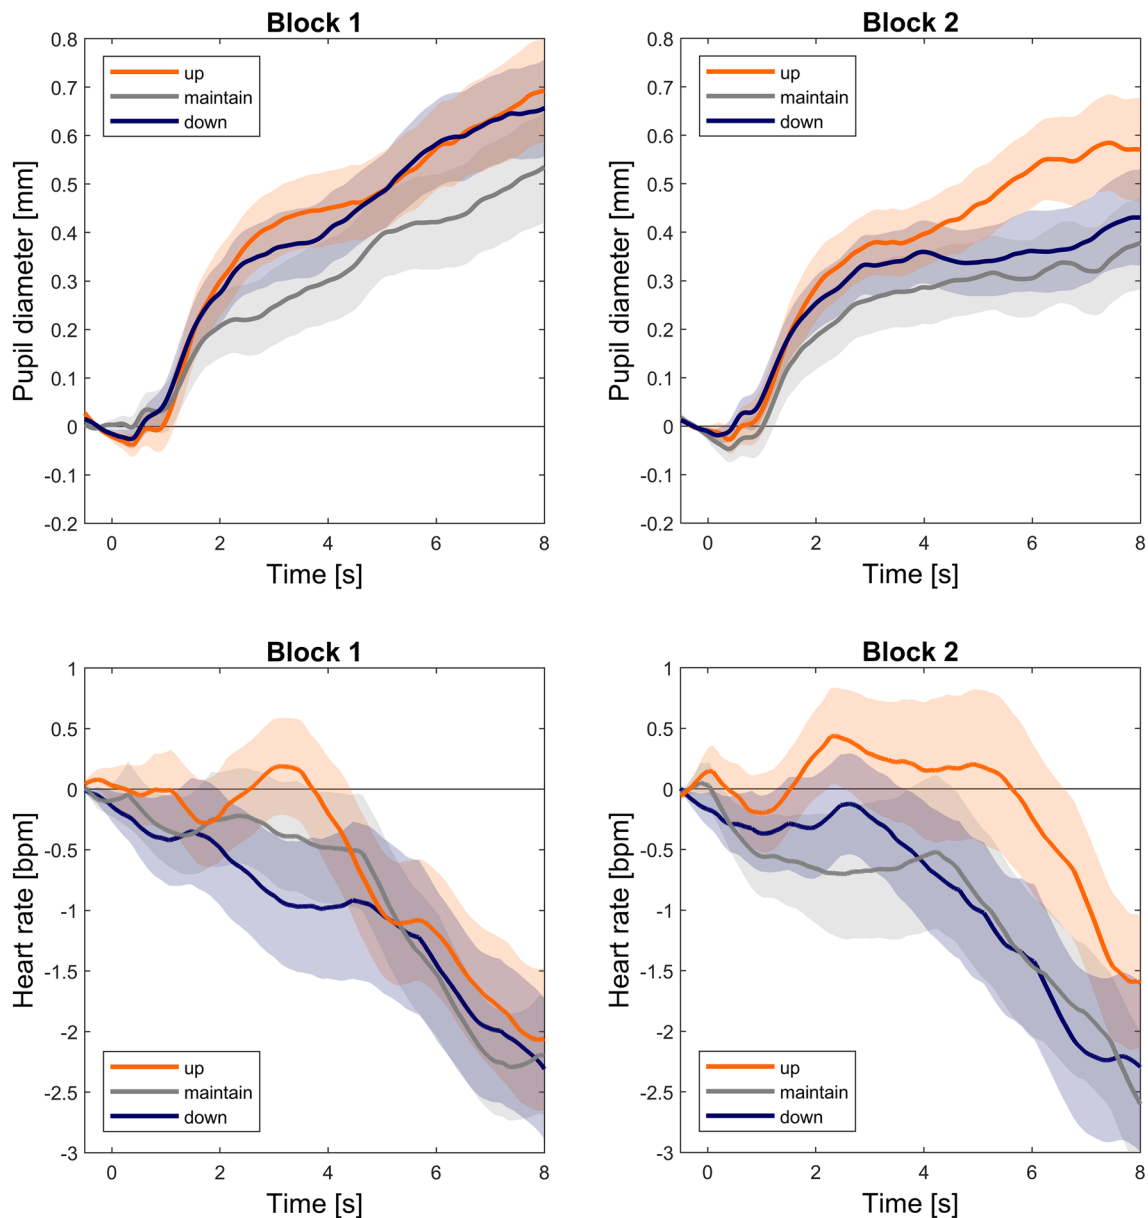 Block 1
0.8
0.7
0.6
0.5
0.4
0.3
0.2
0.1
0
-0.1
-0.2
Pupil diameter [mm]
up
maintain
down
0 2 4 6 8
Time [s]
Block 2
0.8
0.7
0.6
0.5
0.4
0.3
0.2
0.1
0
-0.1
-0.2
Pupil diameter [mm]
up
maintain
down
0 2 4 6 8
Time [s]
Block 1
1
0.5
0
-0.5
-1
-1.5
-2
-2.5
-3
Heart rate [bpm]
up
maintain
down
0 2 4 6 8
Time [s]
Block 2
1
0.5
0
-0.5
-1
-1.5
-2
-2.5
-3
Heart rate [bpm]
up
maintain
down
0 2 4 6 8
Time [s]